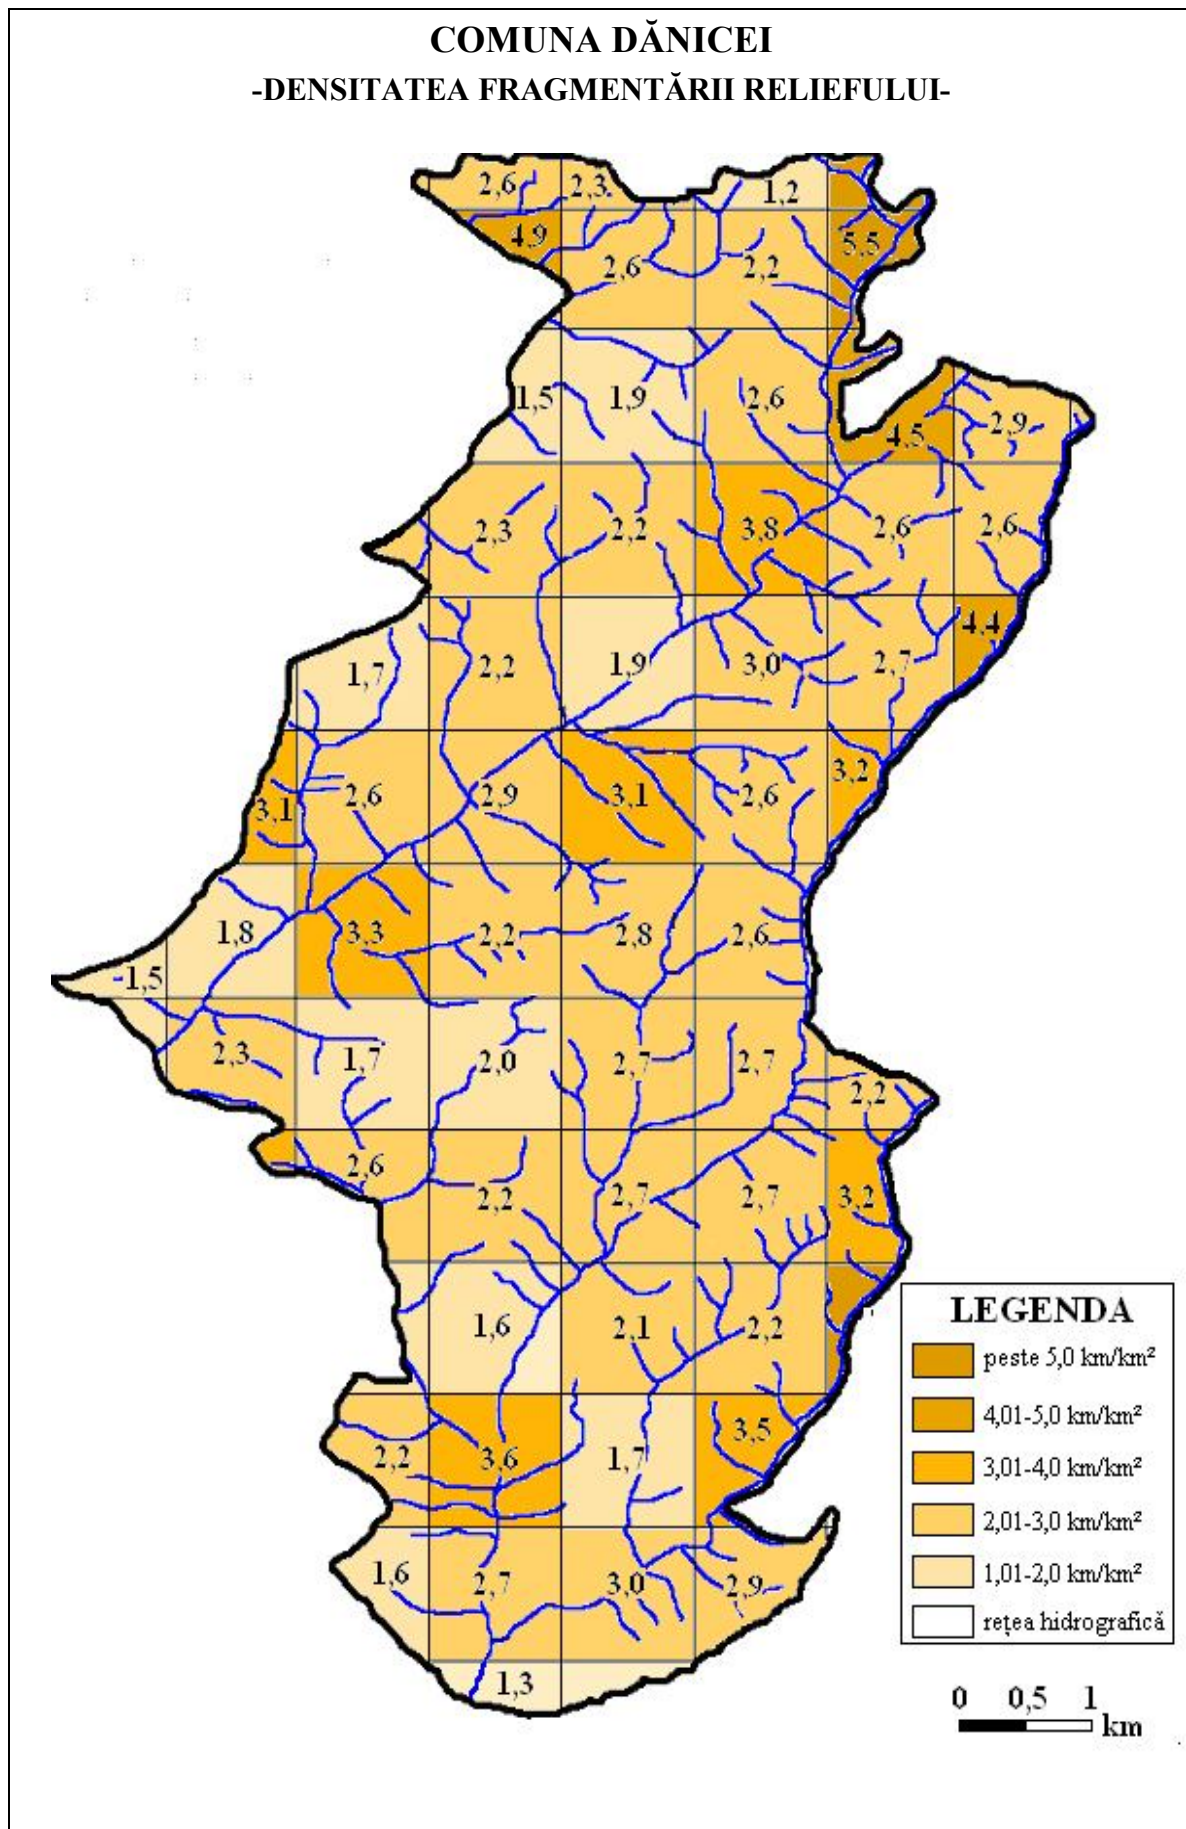 COMUNA DĂNICEI
-DENSITATEA FRAGMENTĂRII RELIEFULUI-
2,6 2,3 1,2
4,9 2,6 2,2 5,5
1,5 1,9 2,6 4,5 2,9
2,3 2,2 3,8 2,6 2,6
1,7 2,2 1,9 3,0 2,7 4,4
3,1 2,6 2,9 3,1 2,6 3,2
-1,5 1,8 3,3 2,2 2,8 2,6
2,3 1,7 2,0 2,7 2,7 2,2
2,6 2,2 2,7 2,7 3,2
1,6 2,1 2,2
2,2 3,6 1,7 3,5
1,6 2,7 3,0 2,9
1,3
LEGENDA
peste 5,0 km/km²
4,01-5,0 km/km²
3,01-4,0 km/km²
2,01-3,0 km/km²
1,01-2,0 km/km²
rețea hidrografică
0 0,5 1
km